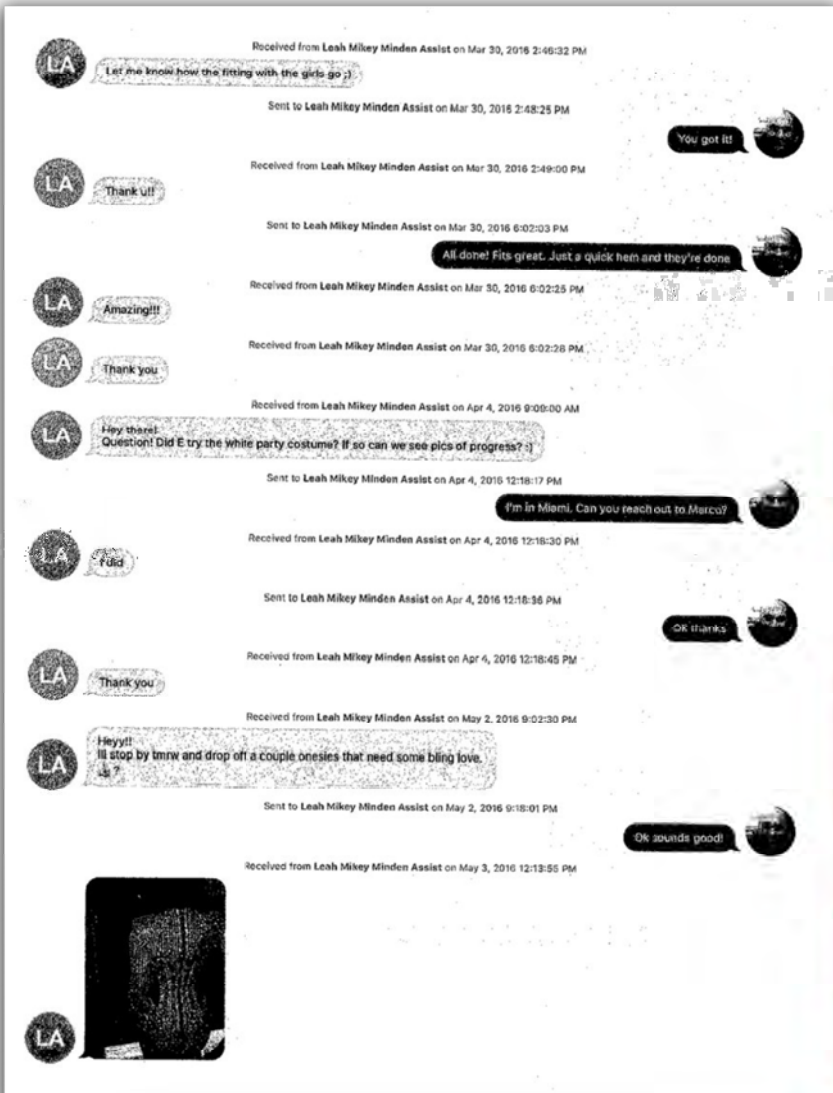 Received from Leah Mikey Minden Assist on Mar 30, 2016 2:46:32 PM
LA
Let me know how the fitting with the girls go ;)
Sent to Leah Mikey Minden Assist on Mar 30, 2016 2:48:25 PM
You got it!
Received from Leah Mikey Minden Assist on Mar 30, 2016 2:49:00 PM
LA
Thank u!!
Sent to Leah Mikey Minden Assist on Mar 30, 2016 6:02:03 PM
All done! Fits great. Just a quick hem and they're done
Received from Leah Mikey Minden Assist on Mar 30, 2016 6:02:25 PM
LA
Amazing!!!
Received from Leah Mikey Minden Assist on Mar 30, 2016 6:02:28 PM
LA
Thank you
Received from Leah Mikey Minden Assist on Apr 4, 2016 9:09:00 AM
LA
Hey there!
Question! Did E try the white party costume? If so can we see pics of progress? :)
Sent to Leah Mikey Minden Assist on Apr 4, 2016 12:18:17 PM
I'm in Miami. Can you reach out to Marco?
Received from Leah Mikey Minden Assist on Apr 4, 2016 12:18:30 PM
LA
I did
Sent to Leah Mikey Minden Assist on Apr 4, 2016 12:18:36 PM
OK thanks
Received from Leah Mikey Minden Assist on Apr 4, 2016 12:18:45 PM
LA
Thank you
Received from Leah Mikey Minden Assist on May 2, 2016 9:02:30 PM
LA
Heyy!!
Ill stop by tmrw and drop off a couple onesies that need some bling love.
?
Sent to Leah Mikey Minden Assist on May 2, 2016 9:18:01 PM
Ok sounds good!
Received from Leah Mikey Minden Assist on May 3, 2016 12:13:55 PM
LA